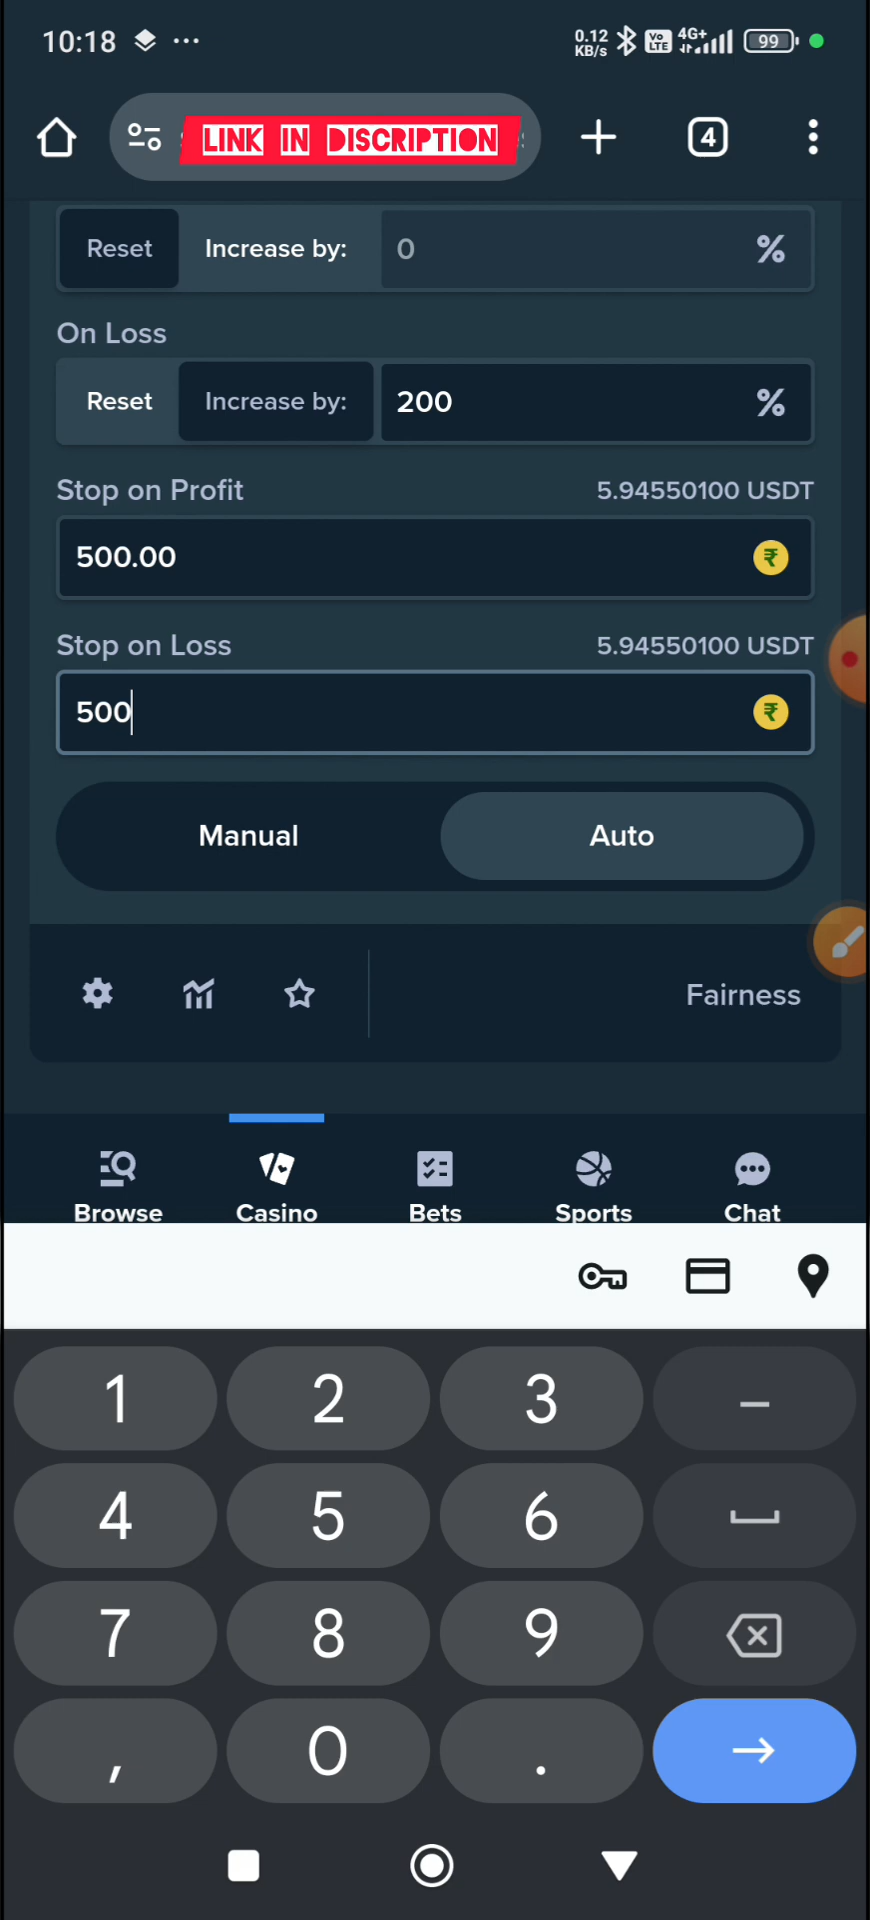 10:18
0.12 KB/s
Vo LTE
4G+
99
LINK IN DISCRIPTION
4
Reset
Increase by:
0
%
On Loss
Reset
Increase by:
200
%
Stop on Profit
5.94550100 USDT
500.00
₹
Stop on Loss
5.94550100 USDT
500
₹
Manual
Auto
Fairness
Browse
Casino
Bets
Sports
Chat
1 2 3 –
4 5 6
7 8 9
, 0 .